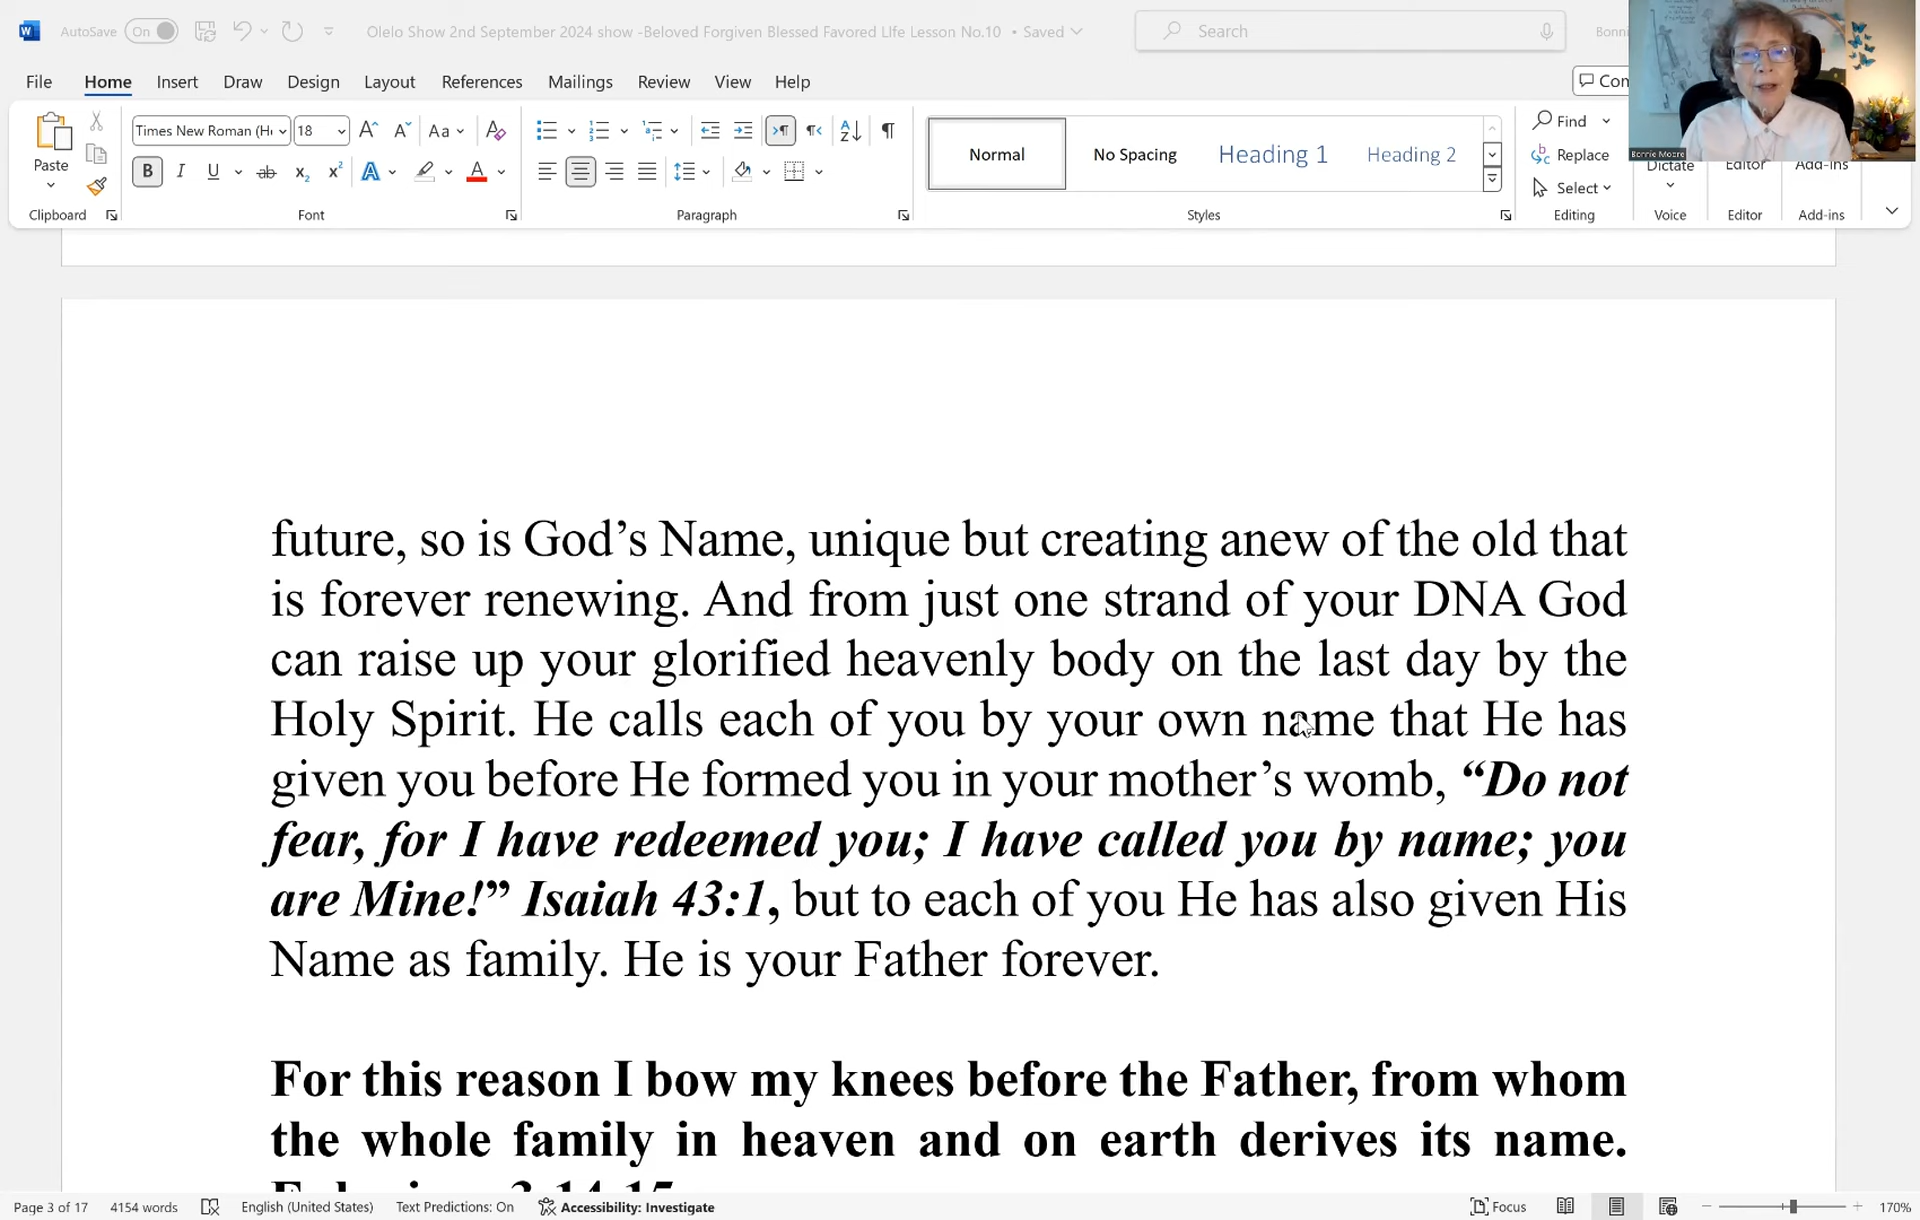 AutoSave On Olelo Show 2nd September 2024 show -Beloved Forgiven Blessed Favored LIfe Lesson No.10 • Saved Search Bonni
File Home Insert Draw Design Layout References Mailings Review View Help Com
Paste Times New Roman (He 18 Aa Normal No Spacing Heading 1 Heading 2 Find Replace Select Dictate Editor Add-ins
Bonnie Moore
Clipboard Font Paragraph Styles Editing Voice Editor Add-ins
future, so is God’s Name, unique but creating anew of the old that
is forever renewing. And from just one strand of your DNA God
can raise up your glorified heavenly body on the last day by the
Holy Spirit. He calls each of you by your own name that He has
given you before He formed you in your mother’s womb, “Do not
fear, for I have redeemed you; I have called you by name; you
are Mine!” Isaiah 43:1, but to each of you He has also given His
Name as family. He is your Father forever.
For this reason I bow my knees before the Father, from whom
the whole family in heaven and on earth derives its name.
Page 3 of 17 4154 words English (United States) Text Predictions: On Accessibility: Investigate Focus 170%